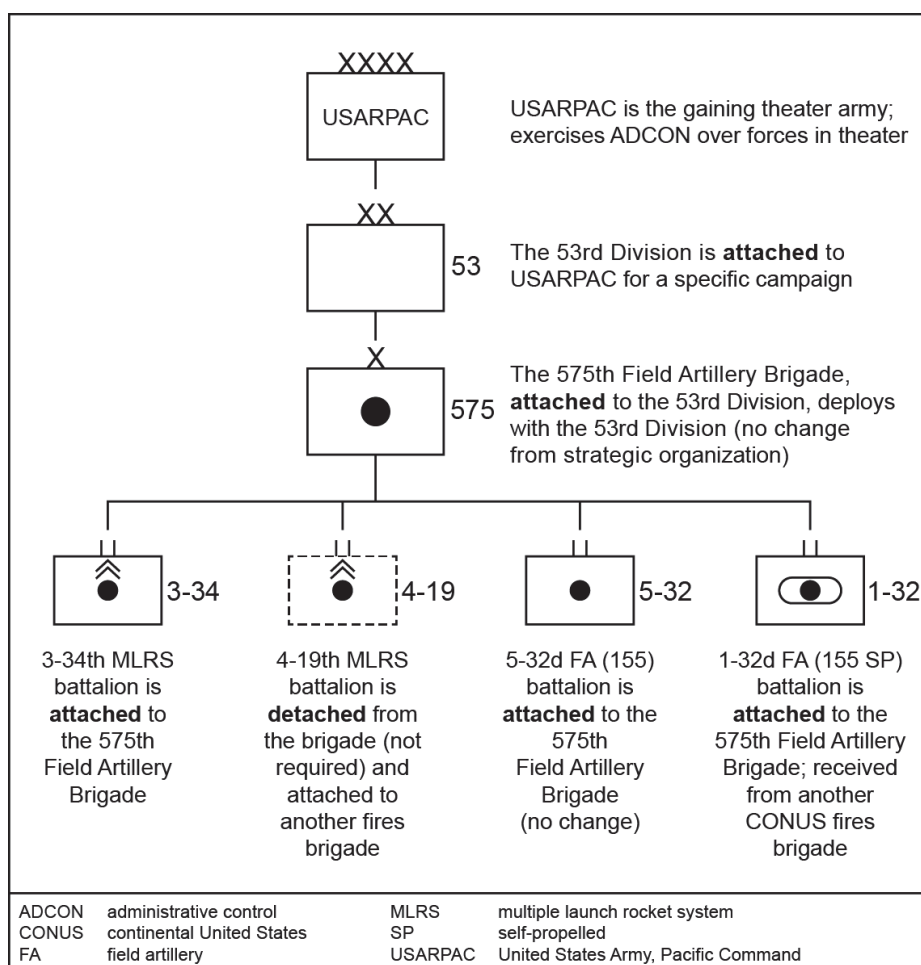 XXXX
USARPAC
USARPAC is the gaining theater army;
exercises ADCON over forces in theater
XX
53
The 53rd Division is attached to
USARPAC for a specific campaign
X
575
The 575th Field Artillery Brigade,
attached to the 53rd Division, deploys
with the 53rd Division (no change
from strategic organization)
3-34
4-19
5-32
1-32
3-34th MLRS
battalion is
attached to
the 575th
Field Artillery
Brigade
4-19th MLRS
battalion is
detached from
the brigade (not
required) and
attached to
another fires
brigade
5-32d FA (155)
battalion is
attached to the
575th
Field Artillery
Brigade
(no change)
1-32d FA (155 SP)
battalion is
attached to the
575th Field Artillery
Brigade; received
from another
CONUS fires
brigade
ADCON administrative control
CONUS continental United States
FA field artillery
MLRS multiple launch rocket system
SP self-propelled
USARPAC United States Army, Pacific Command